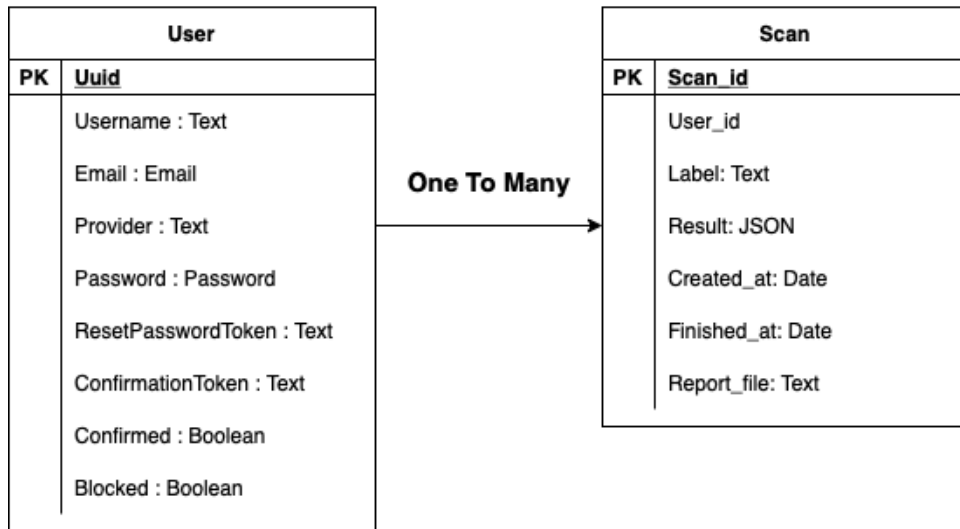 User
PK Uuid
Username : Text
Email : Email
Provider : Text
Password : Password
ResetPasswordToken : Text
ConfirmationToken : Text
Confirmed : Boolean
Blocked : Boolean
One To Many
Scan
PK Scan_id
User_id
Label: Text
Result: JSON
Created_at: Date
Finished_at: Date
Report_file: Text